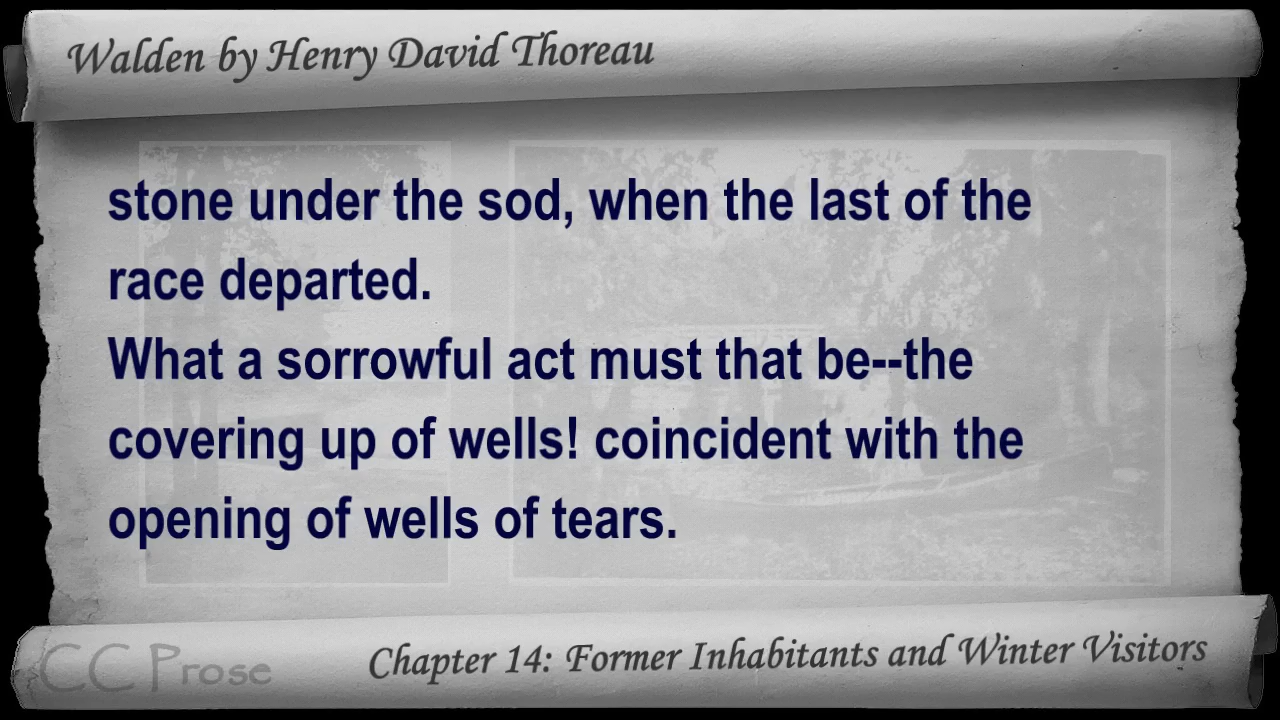 Walden by Henry David Thoreau
stone under the sod, when the last of the
race departed.
What a sorrowful act must that be--the
covering up of wells! coincident with the
opening of wells of tears.
CC Prose
Chapter 14: Former Inhabitants and Winter Visitors